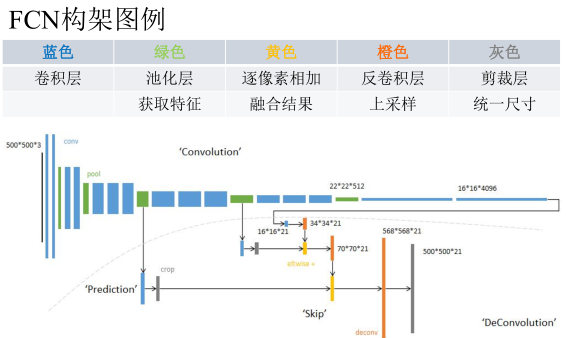 FCN构架图例
蓝色 绿色 黄色 橙色 灰色
卷积层 池化层 逐像素相加 反卷积层 剪裁层
获取特征 融合结果 上采样 统一尺寸
500*500*3
conv
pool
'Convolution'
22*22*512
16*16*4096
16*16*21
34*34*21
568*568*21
70*70*21
500*500*21
eltwise +
crop
'Prediction'
'Skip'
deconv
'DeConvolution'